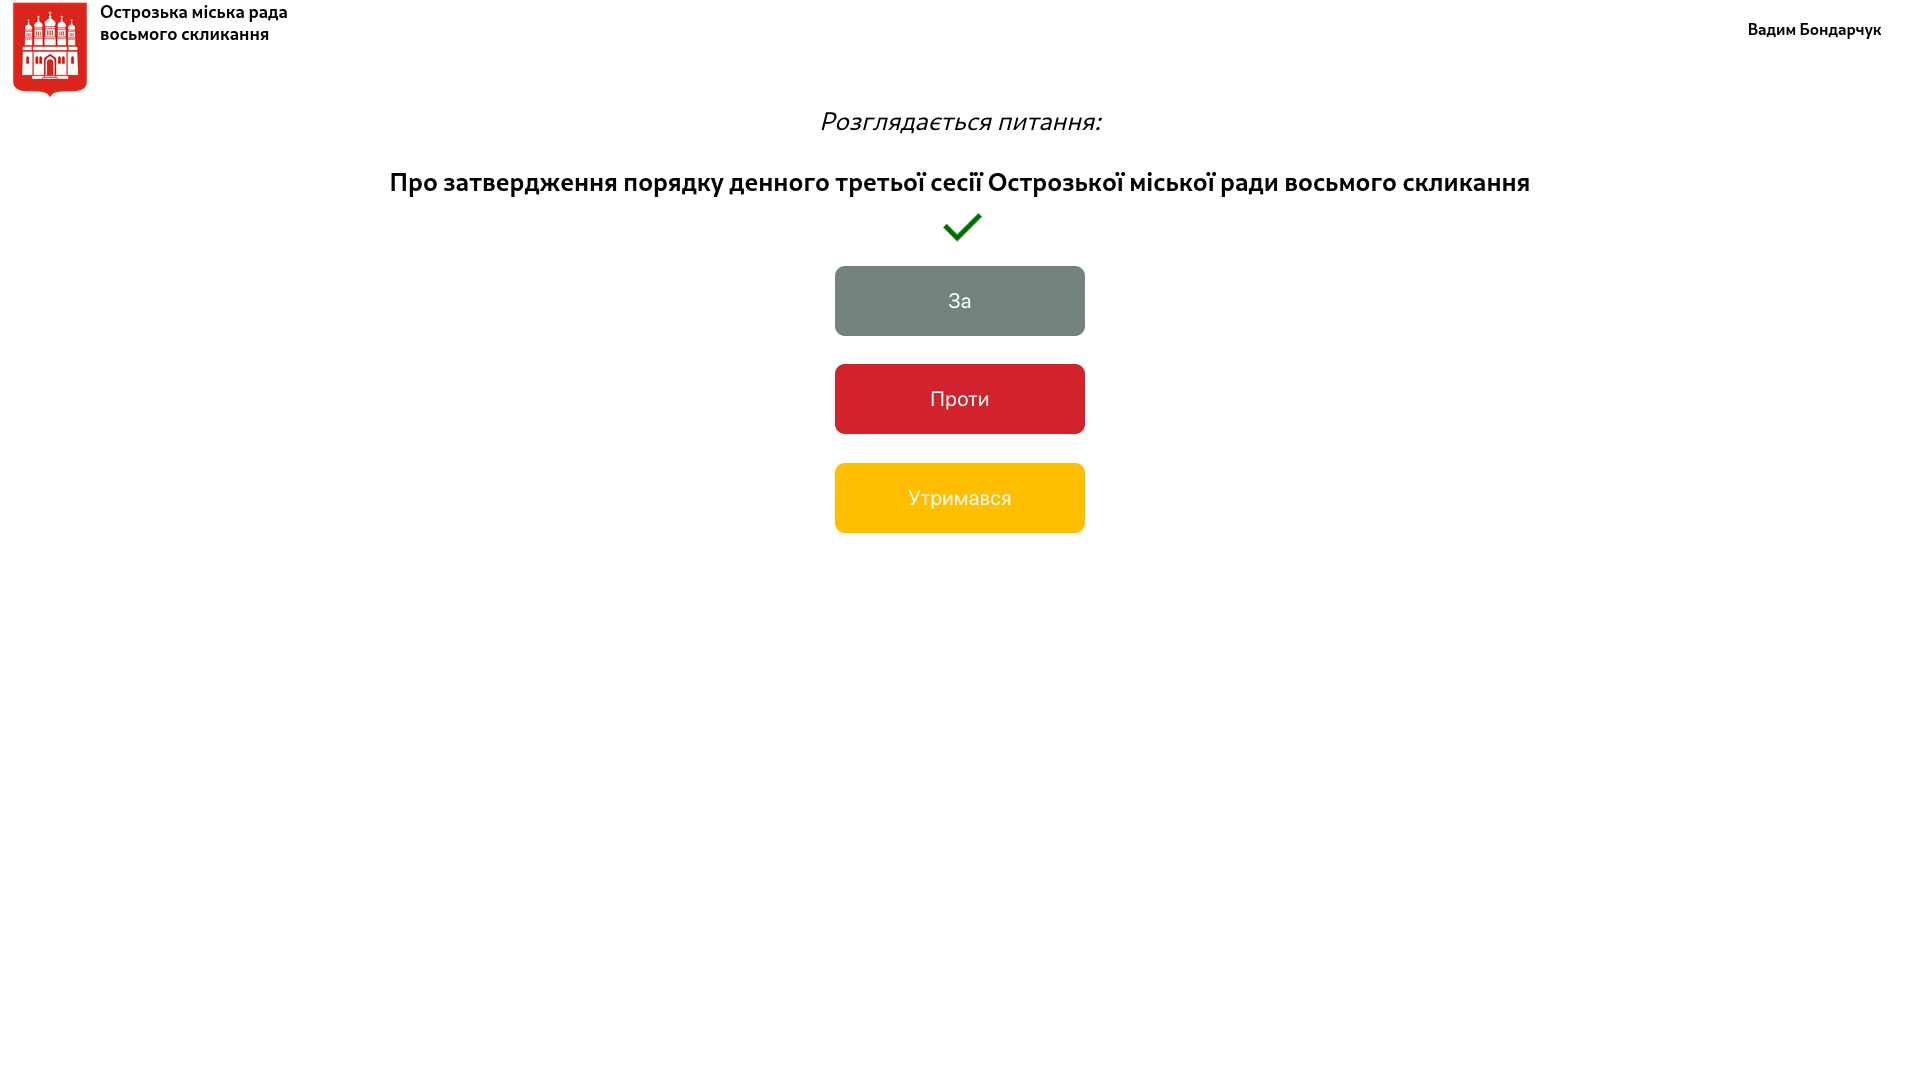 Острозька міська рада
восьмого скликання
Вадим Бондарчук
Розглядається питання:
Про затвердження порядку денного третьої сесії Острозької міської ради восьмого скликання
За
Проти
Утримався